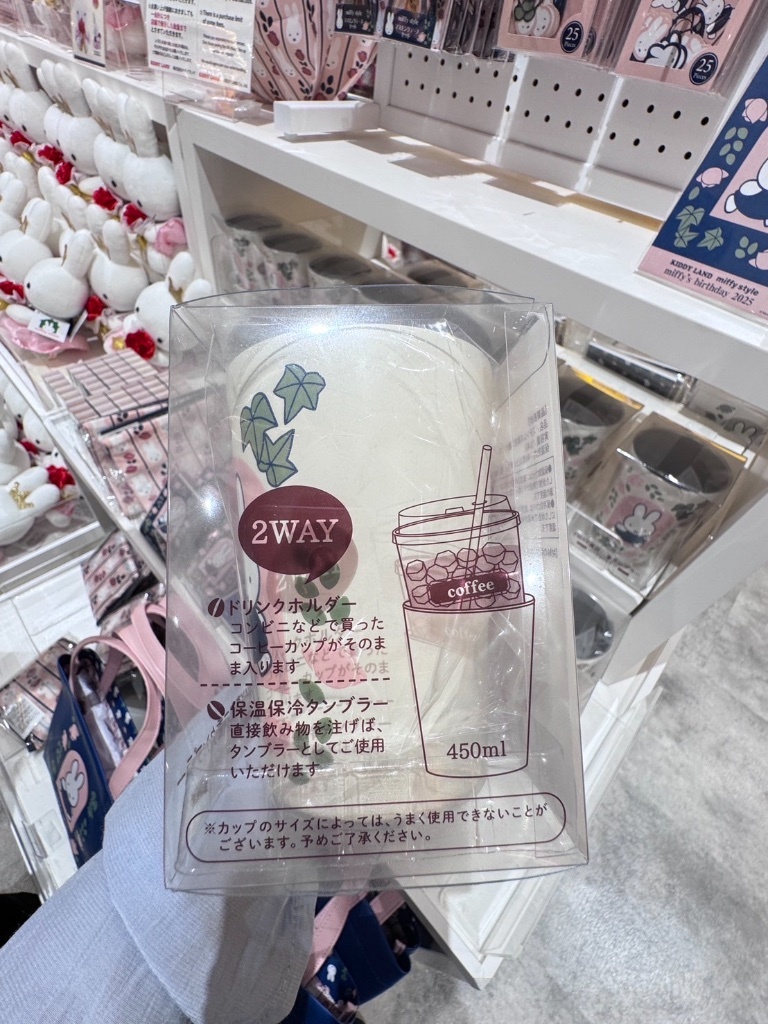 There is a purchase limit
25
Pieces
25
Pieces
KIDDY LAND miffy style
miffy's birthday 2025
2WAY
ドリンクホルダー
コンビニなどで買った
コーヒーカップがそのま
ま入ります
保温保冷タンブラー
直接飲み物を注げば、
タンブラーとしてご使用
いただけます
coffee
450ml
※カップのサイズによっては、うまく使用できないことが
ございます。予めご了承ください。